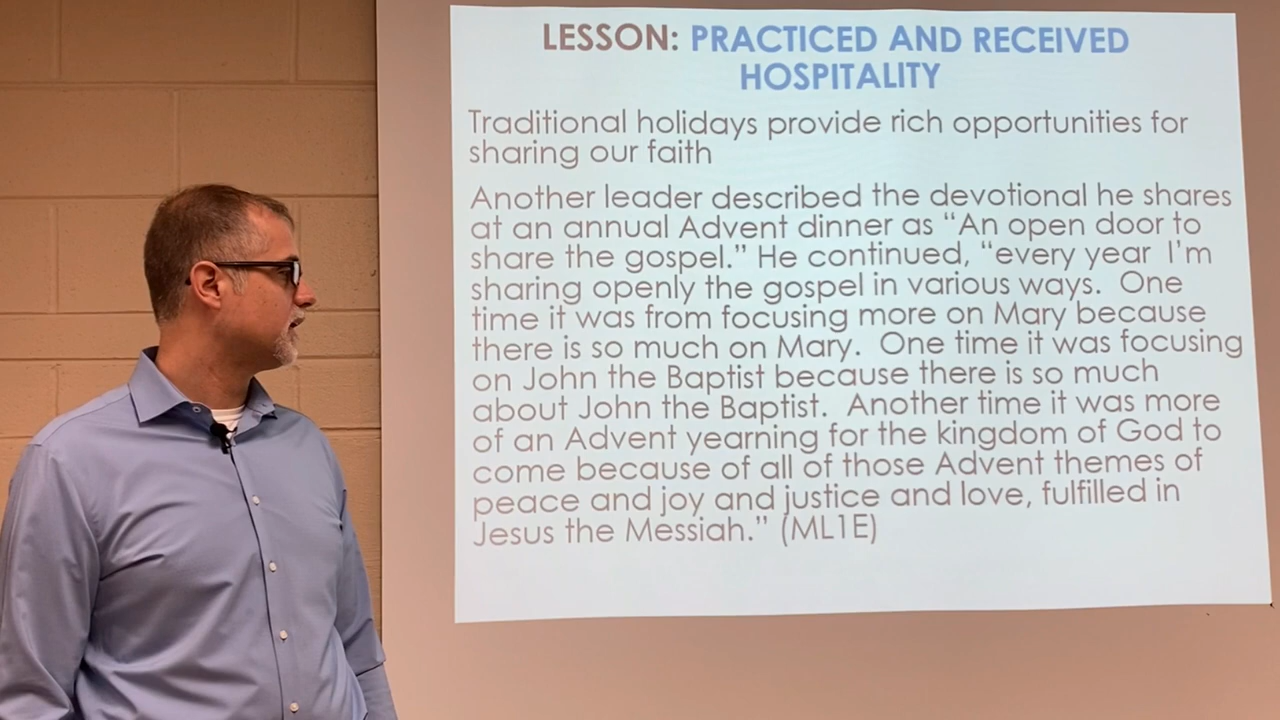 LESSON: PRACTICED AND RECEIVED
HOSPITALITY
Traditional holidays provide rich opportunities for
sharing our faith
Another leader described the devotional he shares
at an annual Advent dinner as “An open door to
share the gospel.” He continued, “every year I’m
sharing openly the gospel in various ways. One
time it was from focusing more on Mary because
there is so much on Mary. One time it was focusing
on John the Baptist because there is so much
about John the Baptist. Another time it was more
of an Advent yearning for the kingdom of God to
come because of all of those Advent themes of
peace and joy and justice and love, fulfilled in
Jesus the Messiah.” (ML1E)